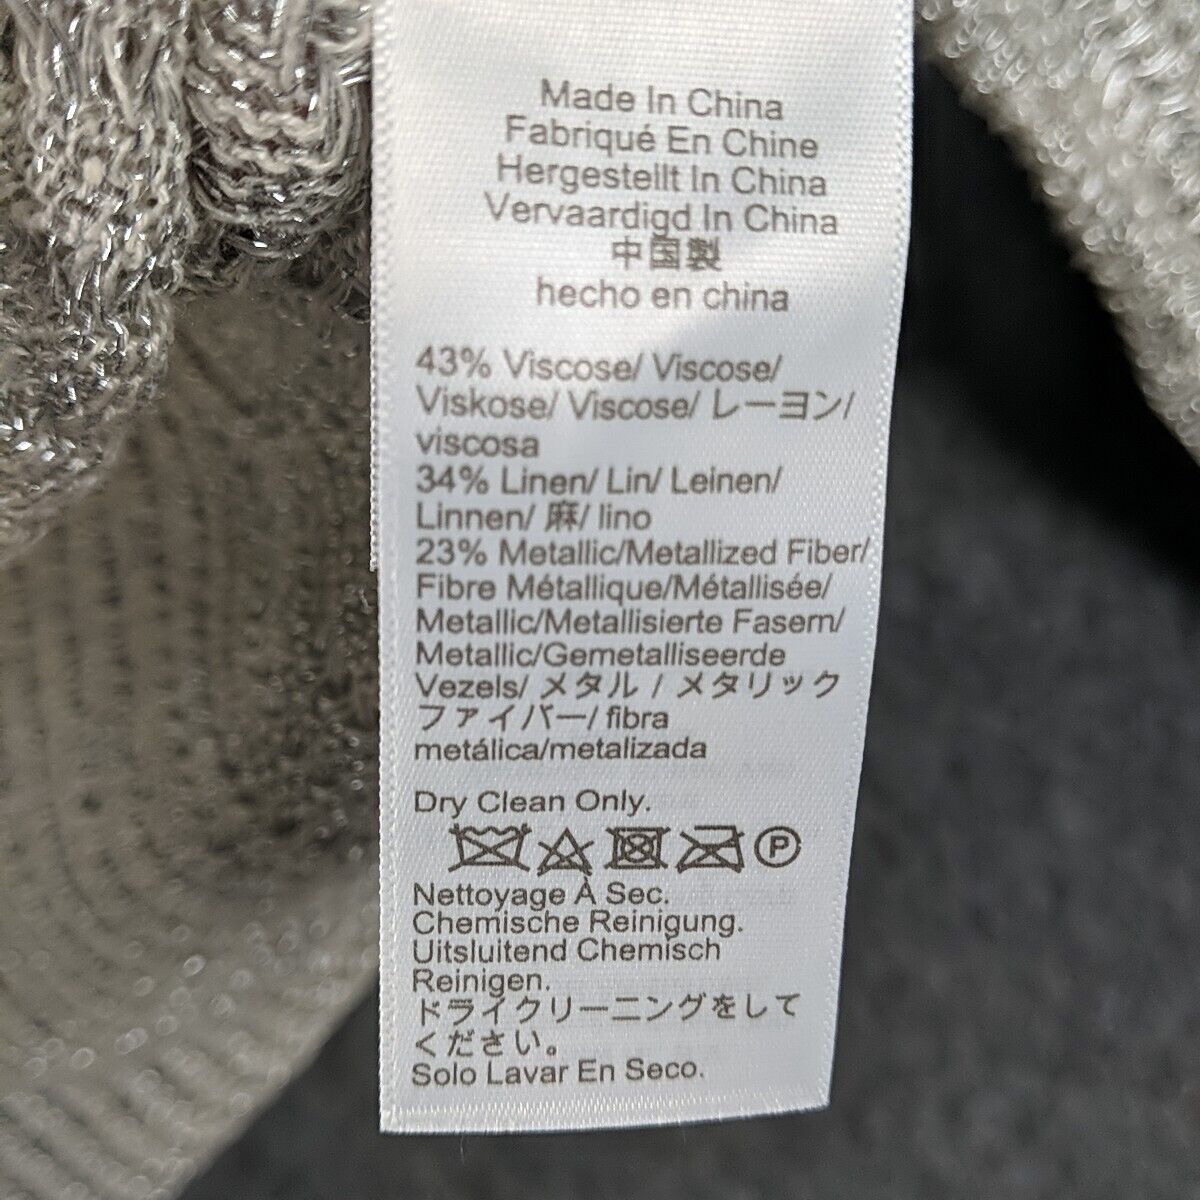 Made In China
Fabriqué En Chine
Hergestellt In China
Vervaardigd In China
中国製
hecho en china
43% Viscose/ Viscose/
Viskose/ Viscose/ レーヨン/
viscosa
34% Linen/ Lin/ Leinen/
Linnen/ 麻/ lino
23% Metallic/Metallized Fiber/
Fibre Métallique/Métallisée/
Metallic/Metallisierte Fasern/
Metallic/Gemetalliseerde
Vezels/ メタル / メタリック
ファイバー/ fibra
metálica/metalizada
Dry Clean Only.
P
Nettoyage À Sec.
Chemische Reinigung.
Uitsluitend Chemisch
Reinigen.
ドライクリーニングをして
ください。
Solo Lavar En Seco.